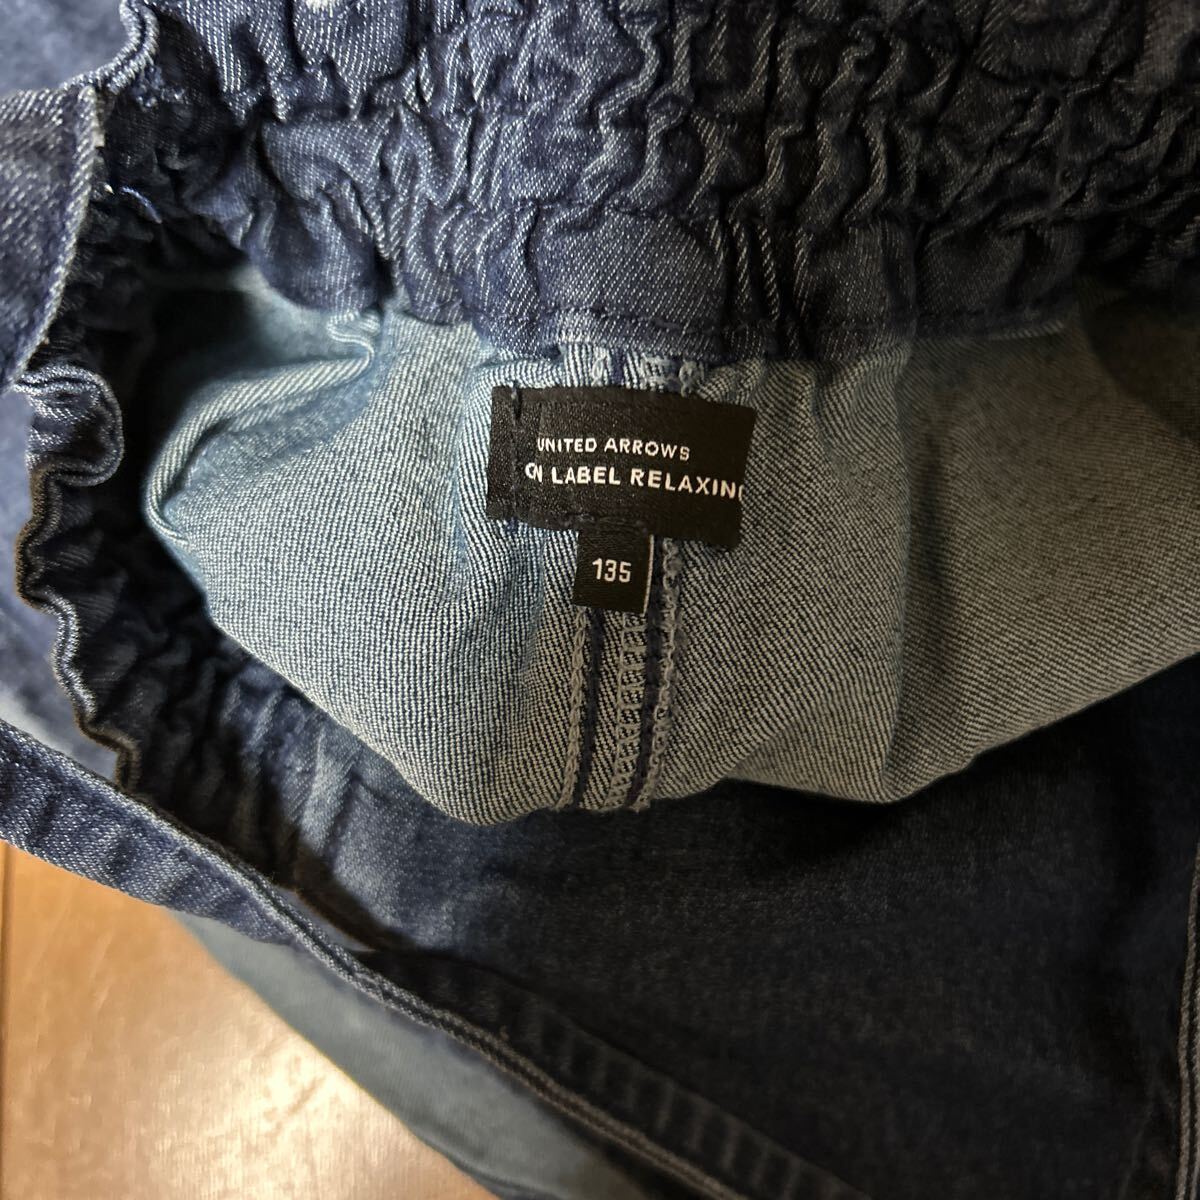 UNITED ARROWS
LABEL RELAXING
135